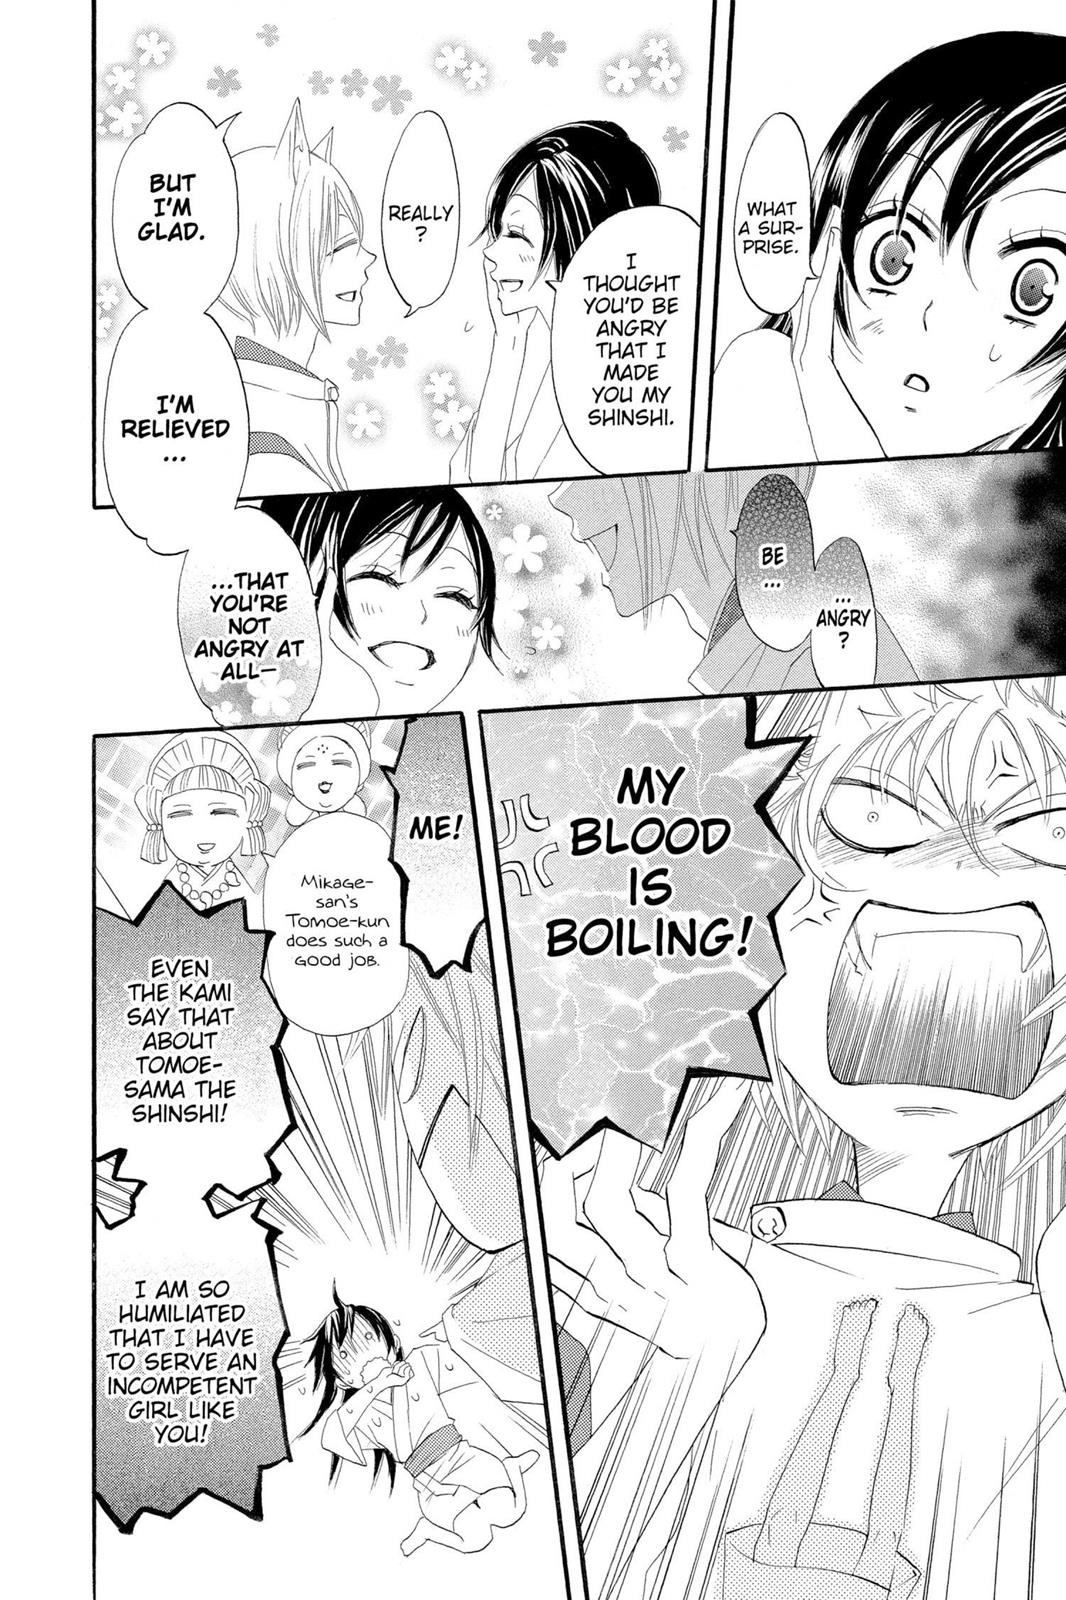 WHAT
A SUR-
PRISE.
I
THOUGHT
YOU'D BE
ANGRY
THAT I
MADE
YOU MY
SHINSHI.
REALLY
?
BUT
I'M
GLAD.
I'M
RELIEVED
...
...THAT
YOU'RE
NOT
ANGRY AT
ALL—
BE
...
...
ANGRY
?
MY
BLOOD
IS
BOILING!
ME!
Mikage-
san's
Tomoe-kun
does such a
good job.
EVEN
THE KAMI
SAY THAT
ABOUT
TOMOE-
SAMA THE
SHINSHI!
I AM SO
HUMILIATED
THAT I HAVE
TO SERVE AN
INCOMPETENT
GIRL LIKE
YOU!